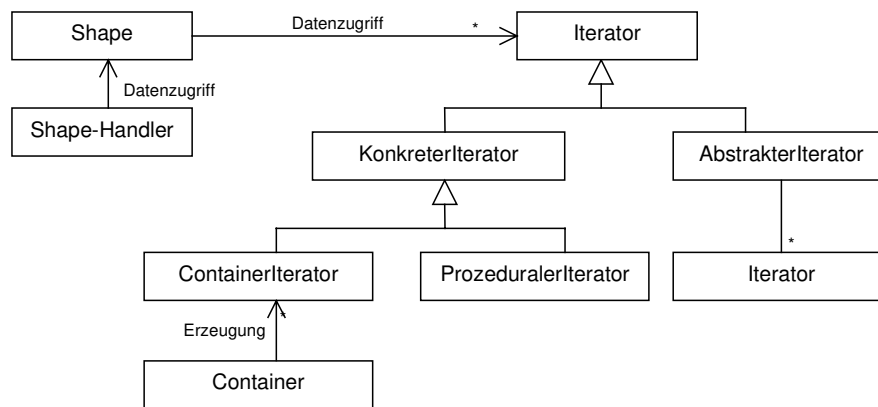 Shape
Datenzugriff
*
Iterator
Datenzugriff
Shape-Handler
KonkreterIterator
AbstrakterIterator
*
ContainerIterator
ProzeduralerIterator
Iterator
*
Erzeugung
Container